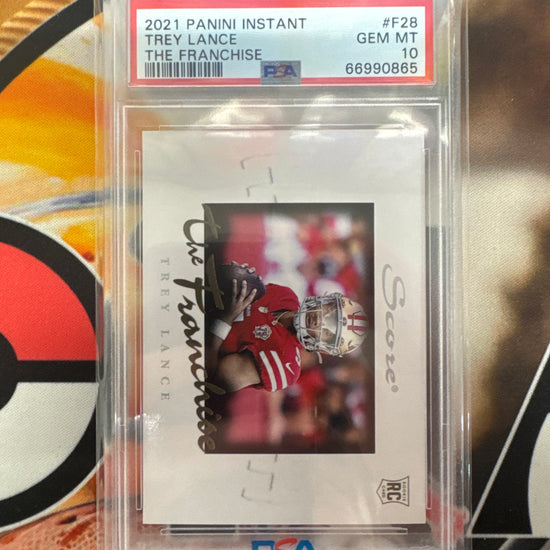 2021 PANINI INSTANT #F28
TREY LANCE GEM MT
THE FRANCHISE 10
PSA 66990865
the Franchise
TREY LANCE
Score®
RC
PSA